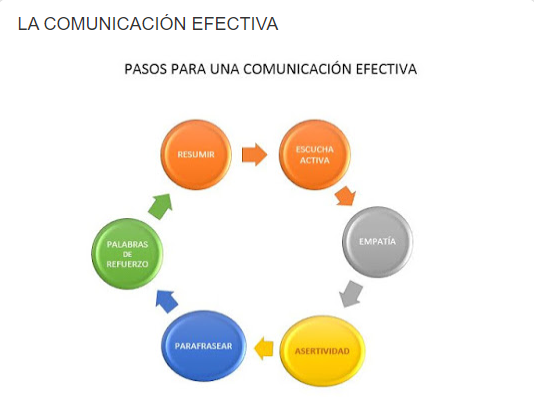 LA COMUNICACIÓN EFECTIVA
PASOS PARA UNA COMUNICACIÓN EFECTIVA
RESUMIR
ESCUCHA
ACTIVA
EMPATÍA
ASERTIVIDAD
PARAFRASEAR
PALABRAS
DE
REFUERZO